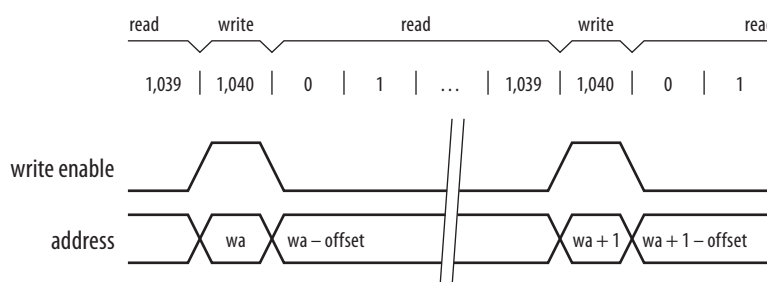 read write read write read
1,039 | 1,040 | 0 | 1 | ... | 1,039 | 1,040 | 0 | 1
write enable
address wa wa – offset wa + 1 wa + 1 – offset